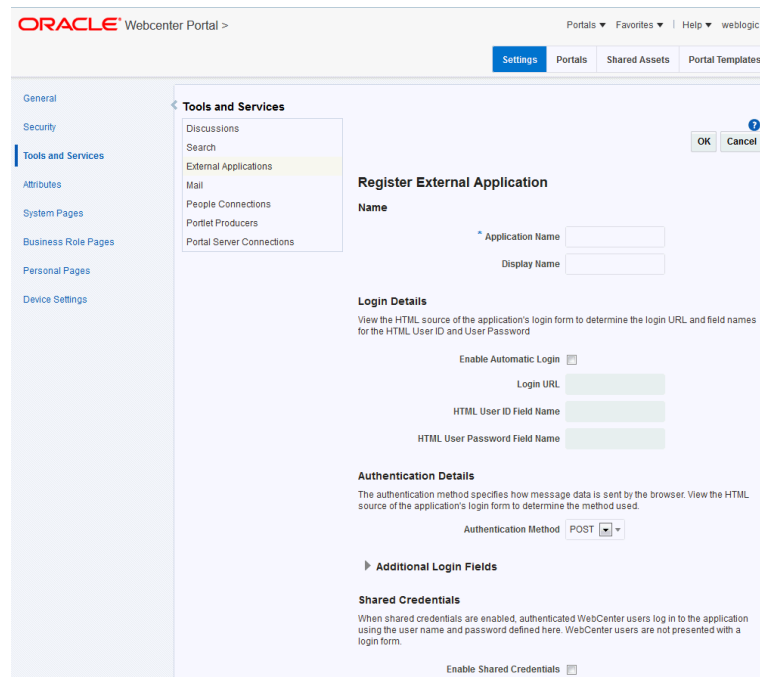 ORACLE® Webcenter Portal >
Portals Favorites | Help weblogic
Settings Portals Shared Assets Portal Templates
General
Security
Tools and Services
Attributes
System Pages
Business Role Pages
Personal Pages
Device Settings
Tools and Services
Discussions
Search
External Applications
Mail
People Connections
Portlet Producers
Portal Server Connections
?
OK Cancel
Register External Application
Name
* Application Name
Display Name
Login Details
View the HTML source of the application's login form to determine the login URL and field names
for the HTML User ID and User Password
Enable Automatic Login
Login URL
HTML User ID Field Name
HTML User Password Field Name
Authentication Details
The authentication method specifies how message data is sent by the browser. View the HTML
source of the application's login form to determine the method used.
Authentication Method POST
Additional Login Fields
Shared Credentials
When shared credentials are enabled, authenticated WebCenter users log in to the application
using the user name and password defined here. WebCenter users are not presented with a
login form.
Enable Shared Credentials